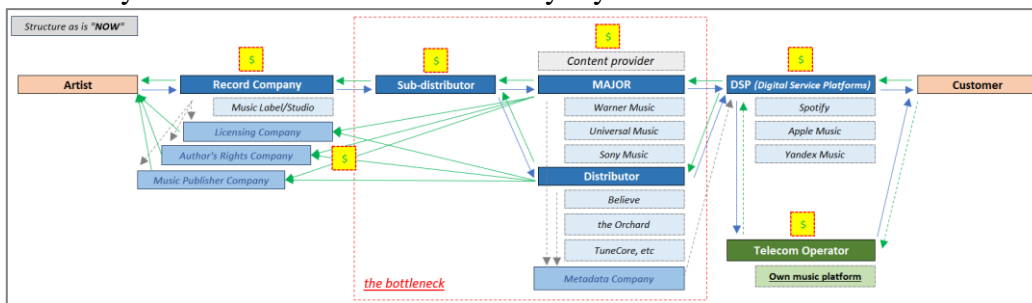 Structure as is "NOW"
$
$
Content provider
$
$
Artist
Record Company
Sub-distributor
MAJOR
DSP (Digital Service Platforms)
Customer
Music Label/Studio
Warner Music
Spotify
Licensing Company
Universal Music
Apple Music
Author's Rights Company
$
Sony Music
Yandex Music
Music Publisher Company
Distributor
Believe
$
the Orchard
TuneCore, etc
Telecom Operator
Metadata Company
Own music platform
the bottleneck